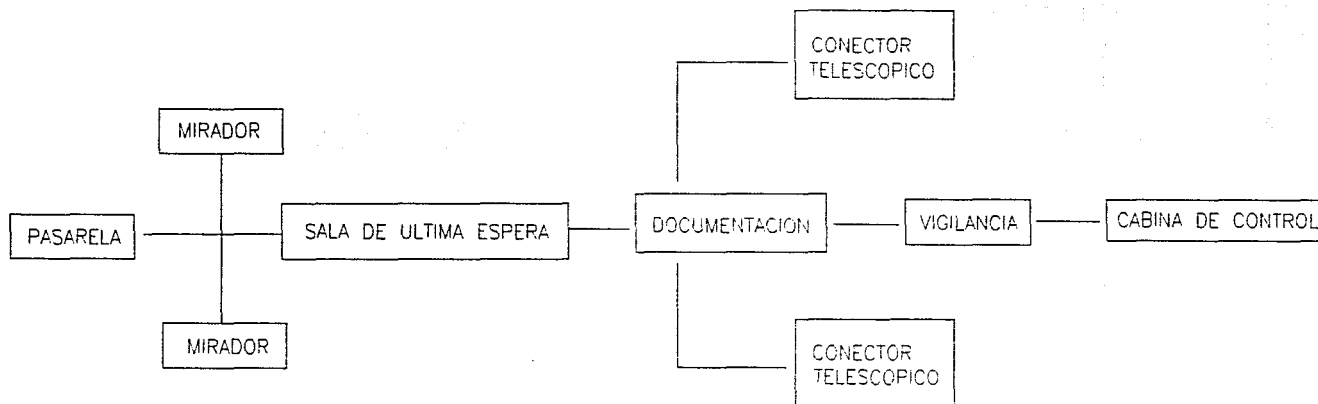 CONECTOR
TELESCOPICO
MIRADOR
PASARELA
SALA DE ULTIMA ESPERA
DOCUMENTACION
VIGILANCIA
CABINA DE CONTROL
MIRADOR
CONECTOR
TELESCOPICO